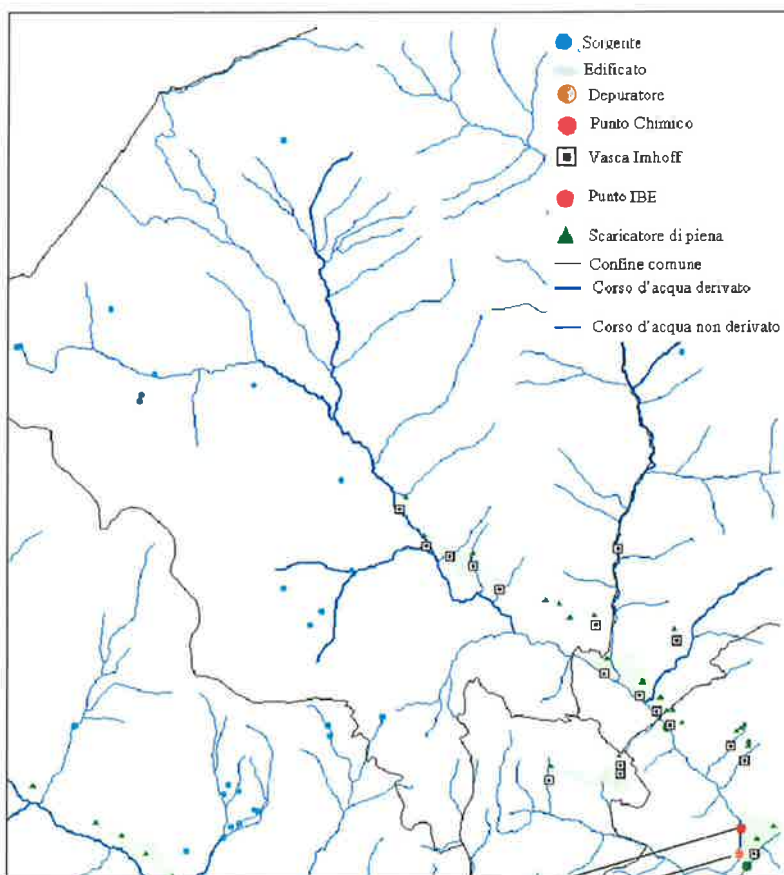 Sorgente
Edificato
Depuratore
Punto Chimico
Vasca Imhoff
Punto IBE
Scaricatore di piena
Confine comune
Corso d'acqua derivato
Corso d'acqua non derivato